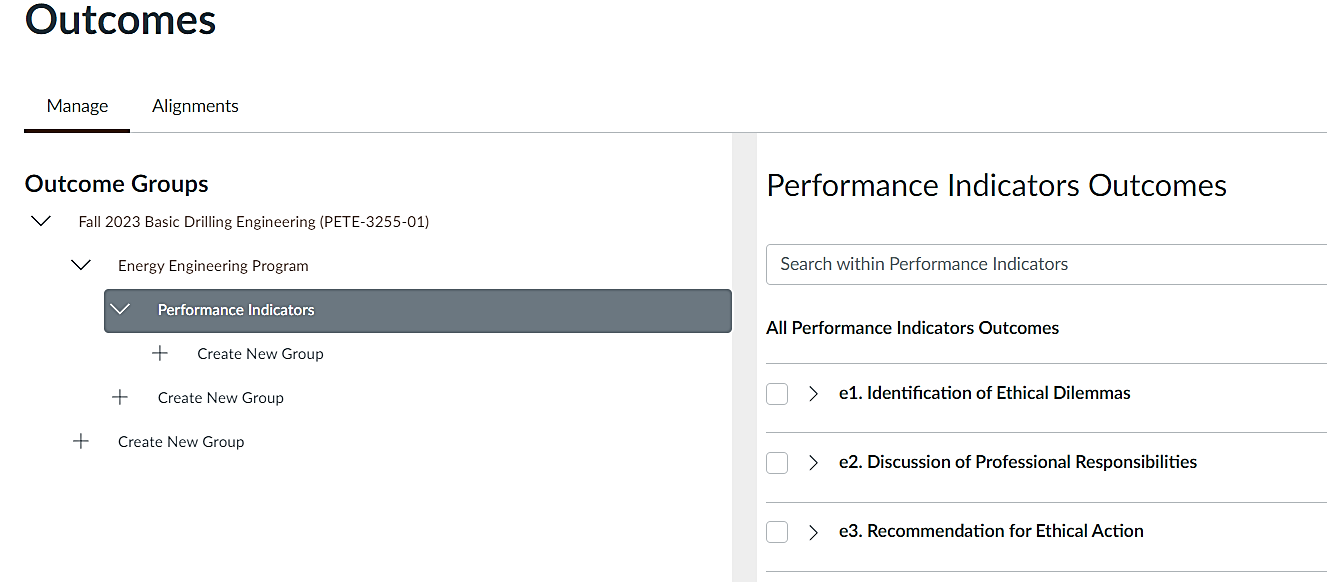 Outcomes
Manage
Alignments
Outcome Groups
Fall 2023 Basic Drilling Engineering (PETE-3255-01)
Energy Engineering Program
Performance Indicators
Create New Group
Create New Group
Create New Group
Performance Indicators Outcomes
Search within Performance Indicators
All Performance Indicators Outcomes
e1. Identification of Ethical Dilemmas
e2. Discussion of Professional Responsibilities
e3. Recommendation for Ethical Action